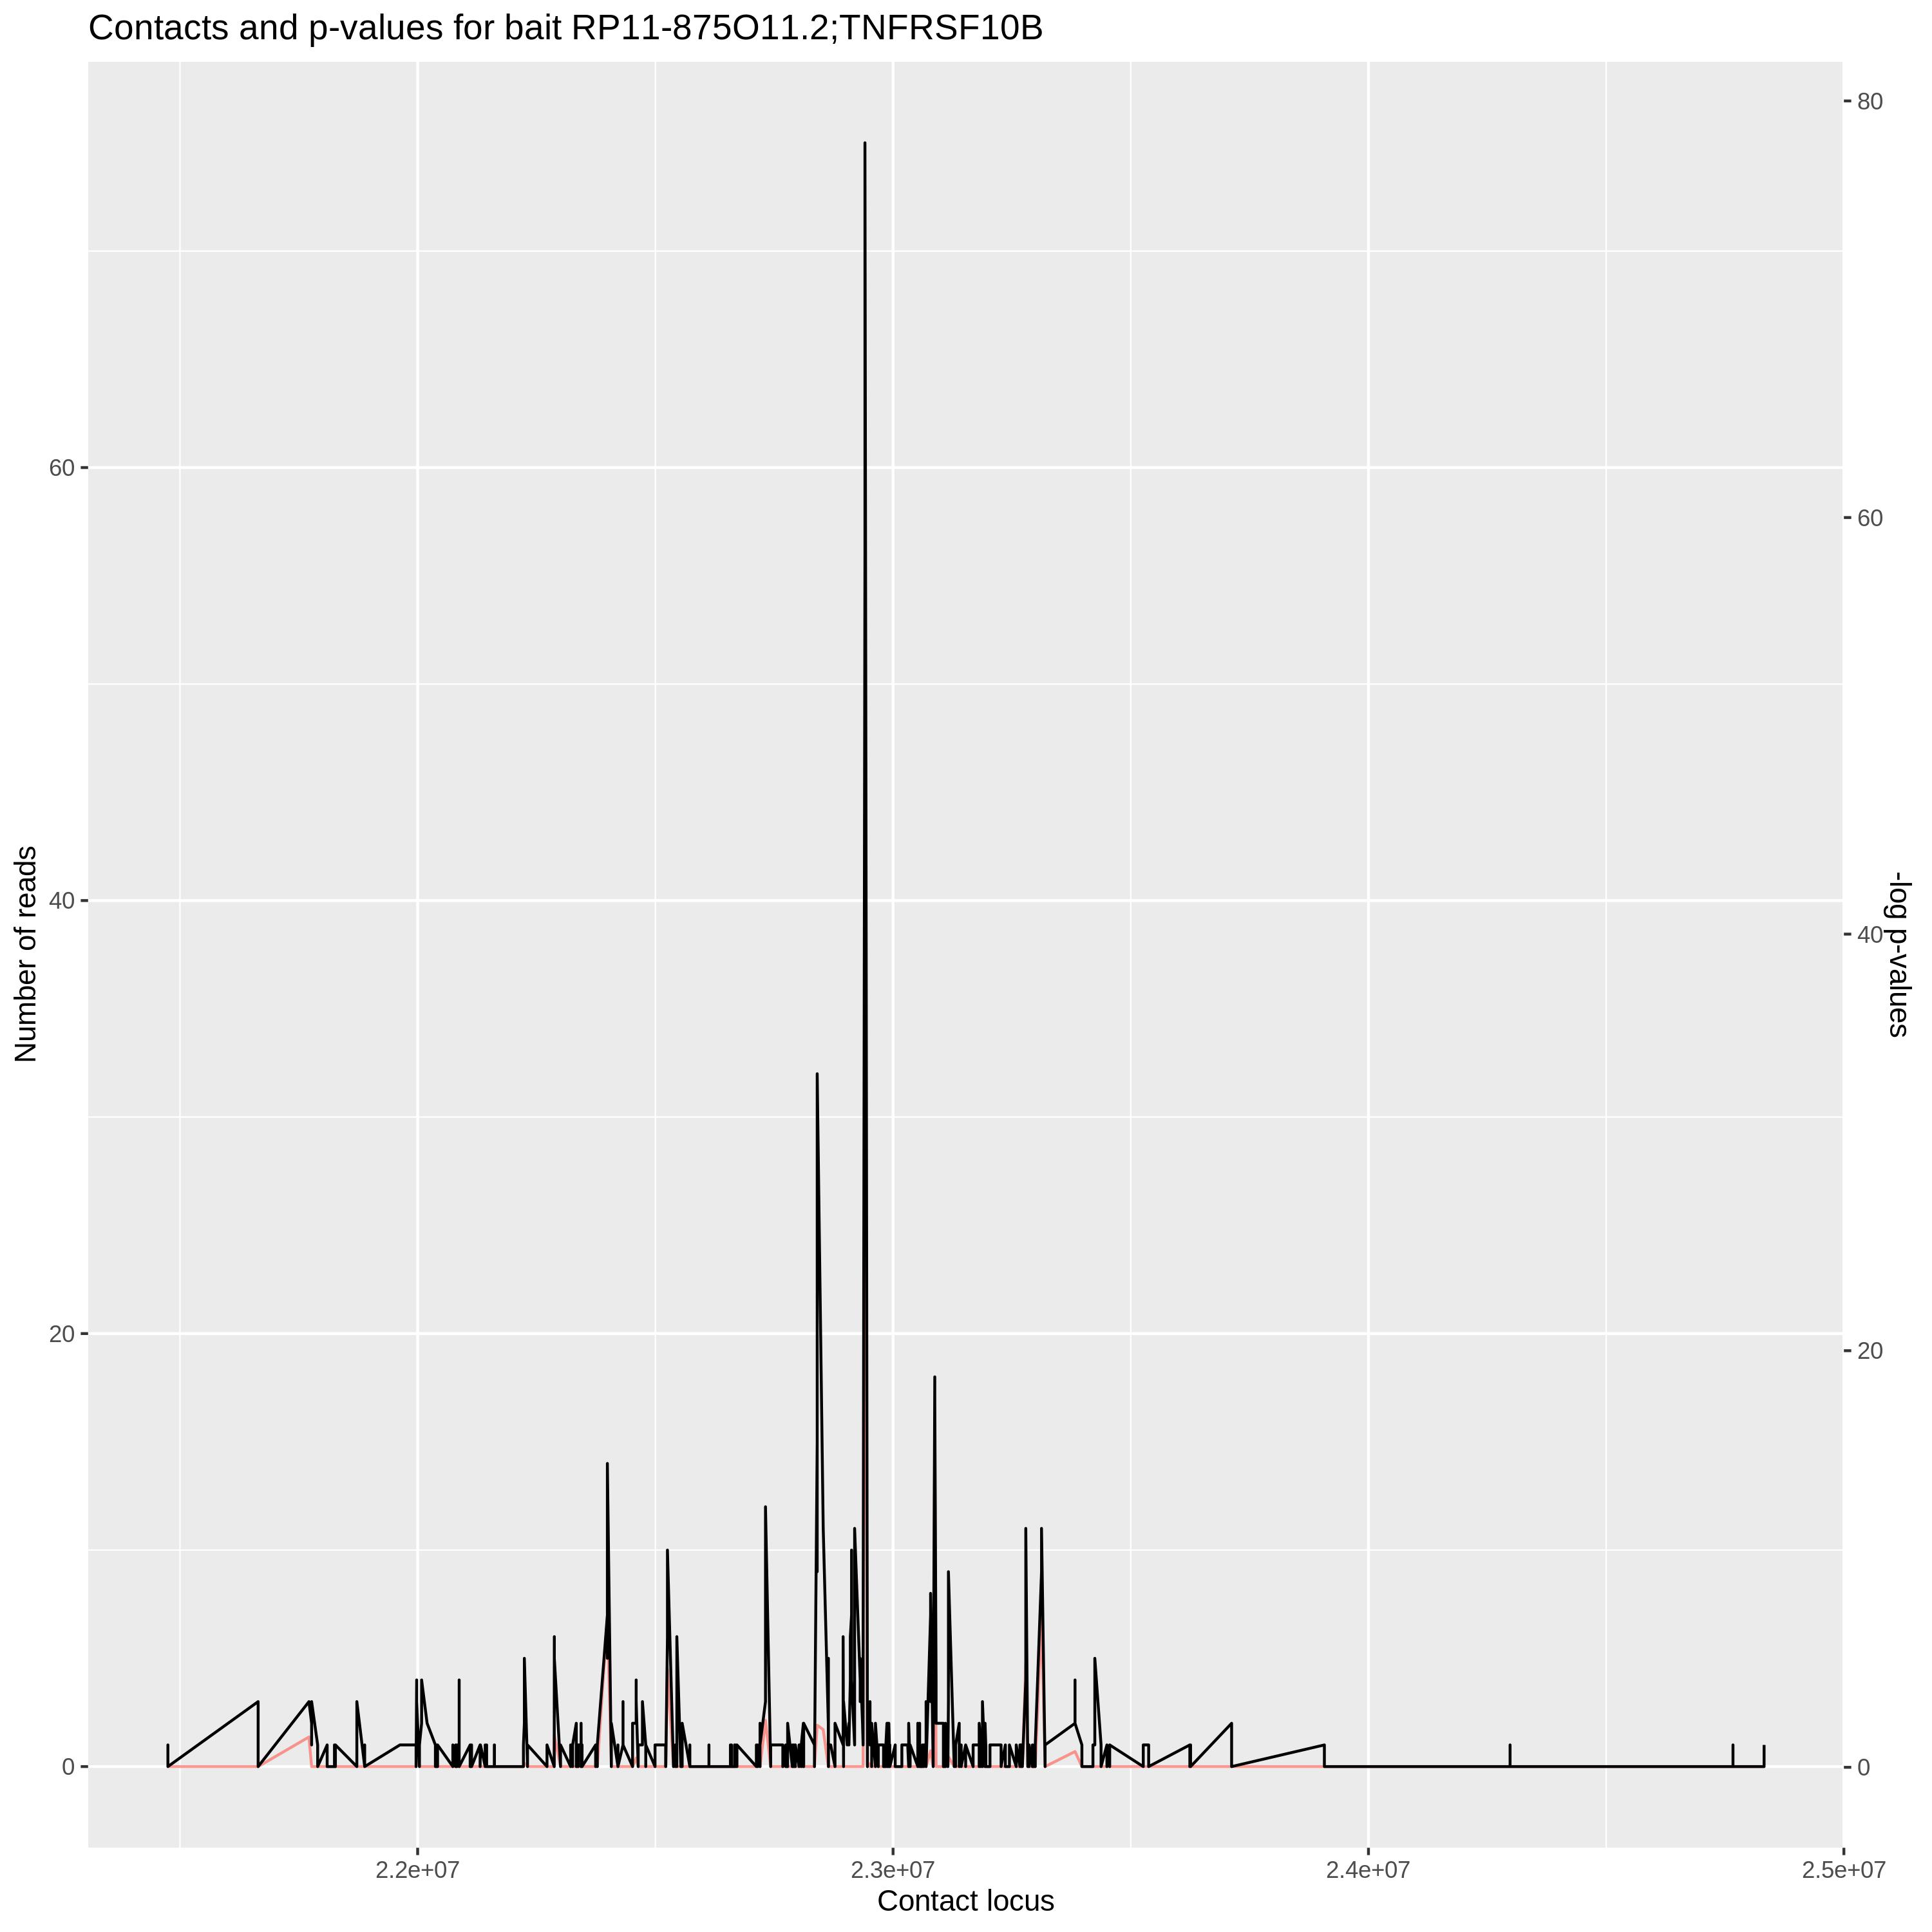 Contacts and p-values for bait RP11-875O11.2;TNFRSF10B
80
60
60
40
40
20
20
0
0
Number of reads
-log p-values
2.2e+07
2.3e+07
2.4e+07
2.5e+07
Contact locus